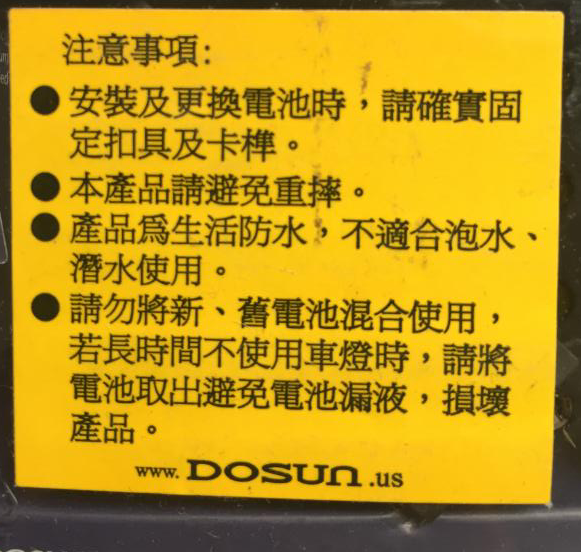 注意事項:
●安裝及更換電池時，請確實固
定扣具及卡榫。
●本產品請避免重摔。
●產品為生活防水，不適合泡水、
潛水使用。
●請勿將新、舊電池混合使用，
若長時間不使用車燈時，請將
電池取出避免電池漏液，損壞
產品。
www. DOSUN .us